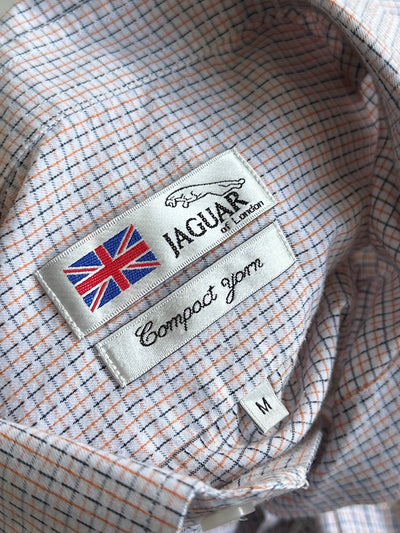 JAGUAR
of London
Compact yarn
M